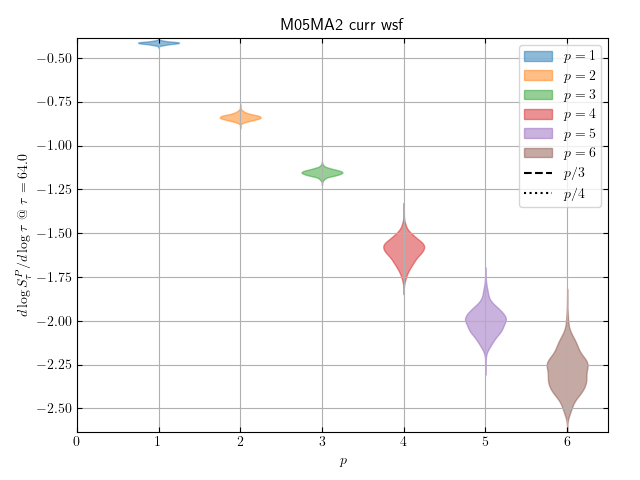 M05MA2 curr wsf
−0.50
−0.75
−1.00
−1.25
−1.50
−1.75
−2.00
−2.25
−2.50
d log S_τ^p / d log τ @ τ = 64.0
0 1 2 3 4 5 6
p
p = 1
p = 2
p = 3
p = 4
p = 5
p = 6
p/3
p/4